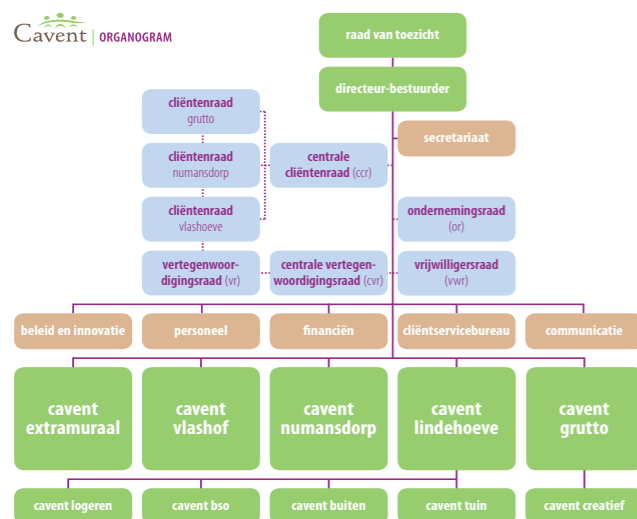 Cavent | ORGANOGRAM
raad van toezicht
directeur-bestuurder
cliëntenraad
grutto
secretariaat
cliëntenraad
numansdorp
centrale
cliëntenraad (ccr)
cliëntenraad
vlashoeve
ondernemingsraad
(or)
vertegenwoor-
digingsraad (vr)
centrale vertegen-
woordigingsraad (cvr)
vrijwilligersraad
(vwr)
beleid en innovatie
personeel
financiën
cliëntservicebureau
communicatie
cavent
extramuraal
cavent
vlashof
cavent
numansdorp
cavent
lindehoeve
cavent
grutto
cavent logeren
cavent bso
cavent buiten
cavent tuin
cavent creatief